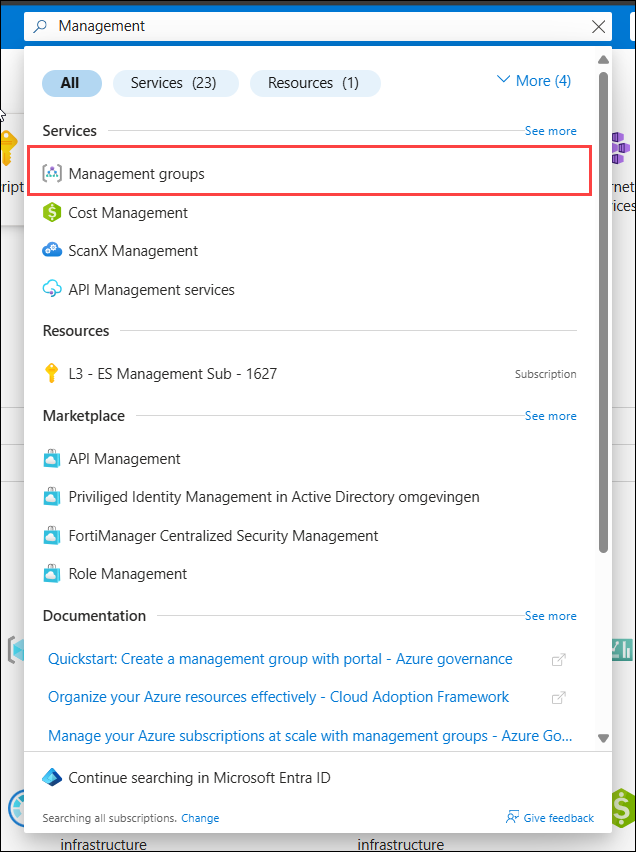 Management
All
Services (23)
Resources (1)
More (4)
Services
See more
Management groups
Cost Management
ScanX Management
API Management services
Resources
L3 - ES Management Sub - 1627
Subscription
Marketplace
See more
API Management
Priviliged Identity Management in Active Directory omgevingen
FortiManager Centralized Security Management
Role Management
Documentation
See more
Quickstart: Create a management group with portal - Azure governance
Organize your Azure resources effectively - Cloud Adoption Framework
Manage your Azure subscriptions at scale with management groups - Azure Go...
Continue searching in Microsoft Entra ID
Searching all subscriptions. Change
Give feedback
ript
rnet
ices
infrastructure
infrastructure